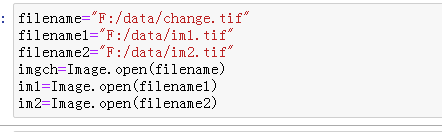 :
filename="F:/data/change.tif"
filename1="F:/data/im1.tif"
filename2="F:/data/im2.tif"
imgch=Image.open(filename)
im1=Image.open(filename1)
im2=Image.open(filename2)